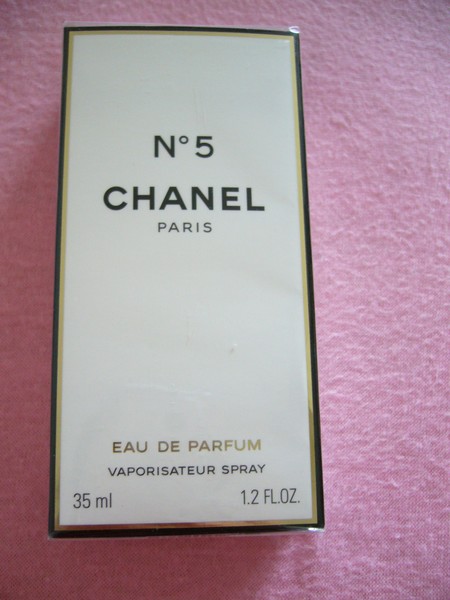 N°5
CHANEL
PARIS
EAU DE PARFUM
VAPORISATEUR SPRAY
35 ml 1.2 FL.OZ.